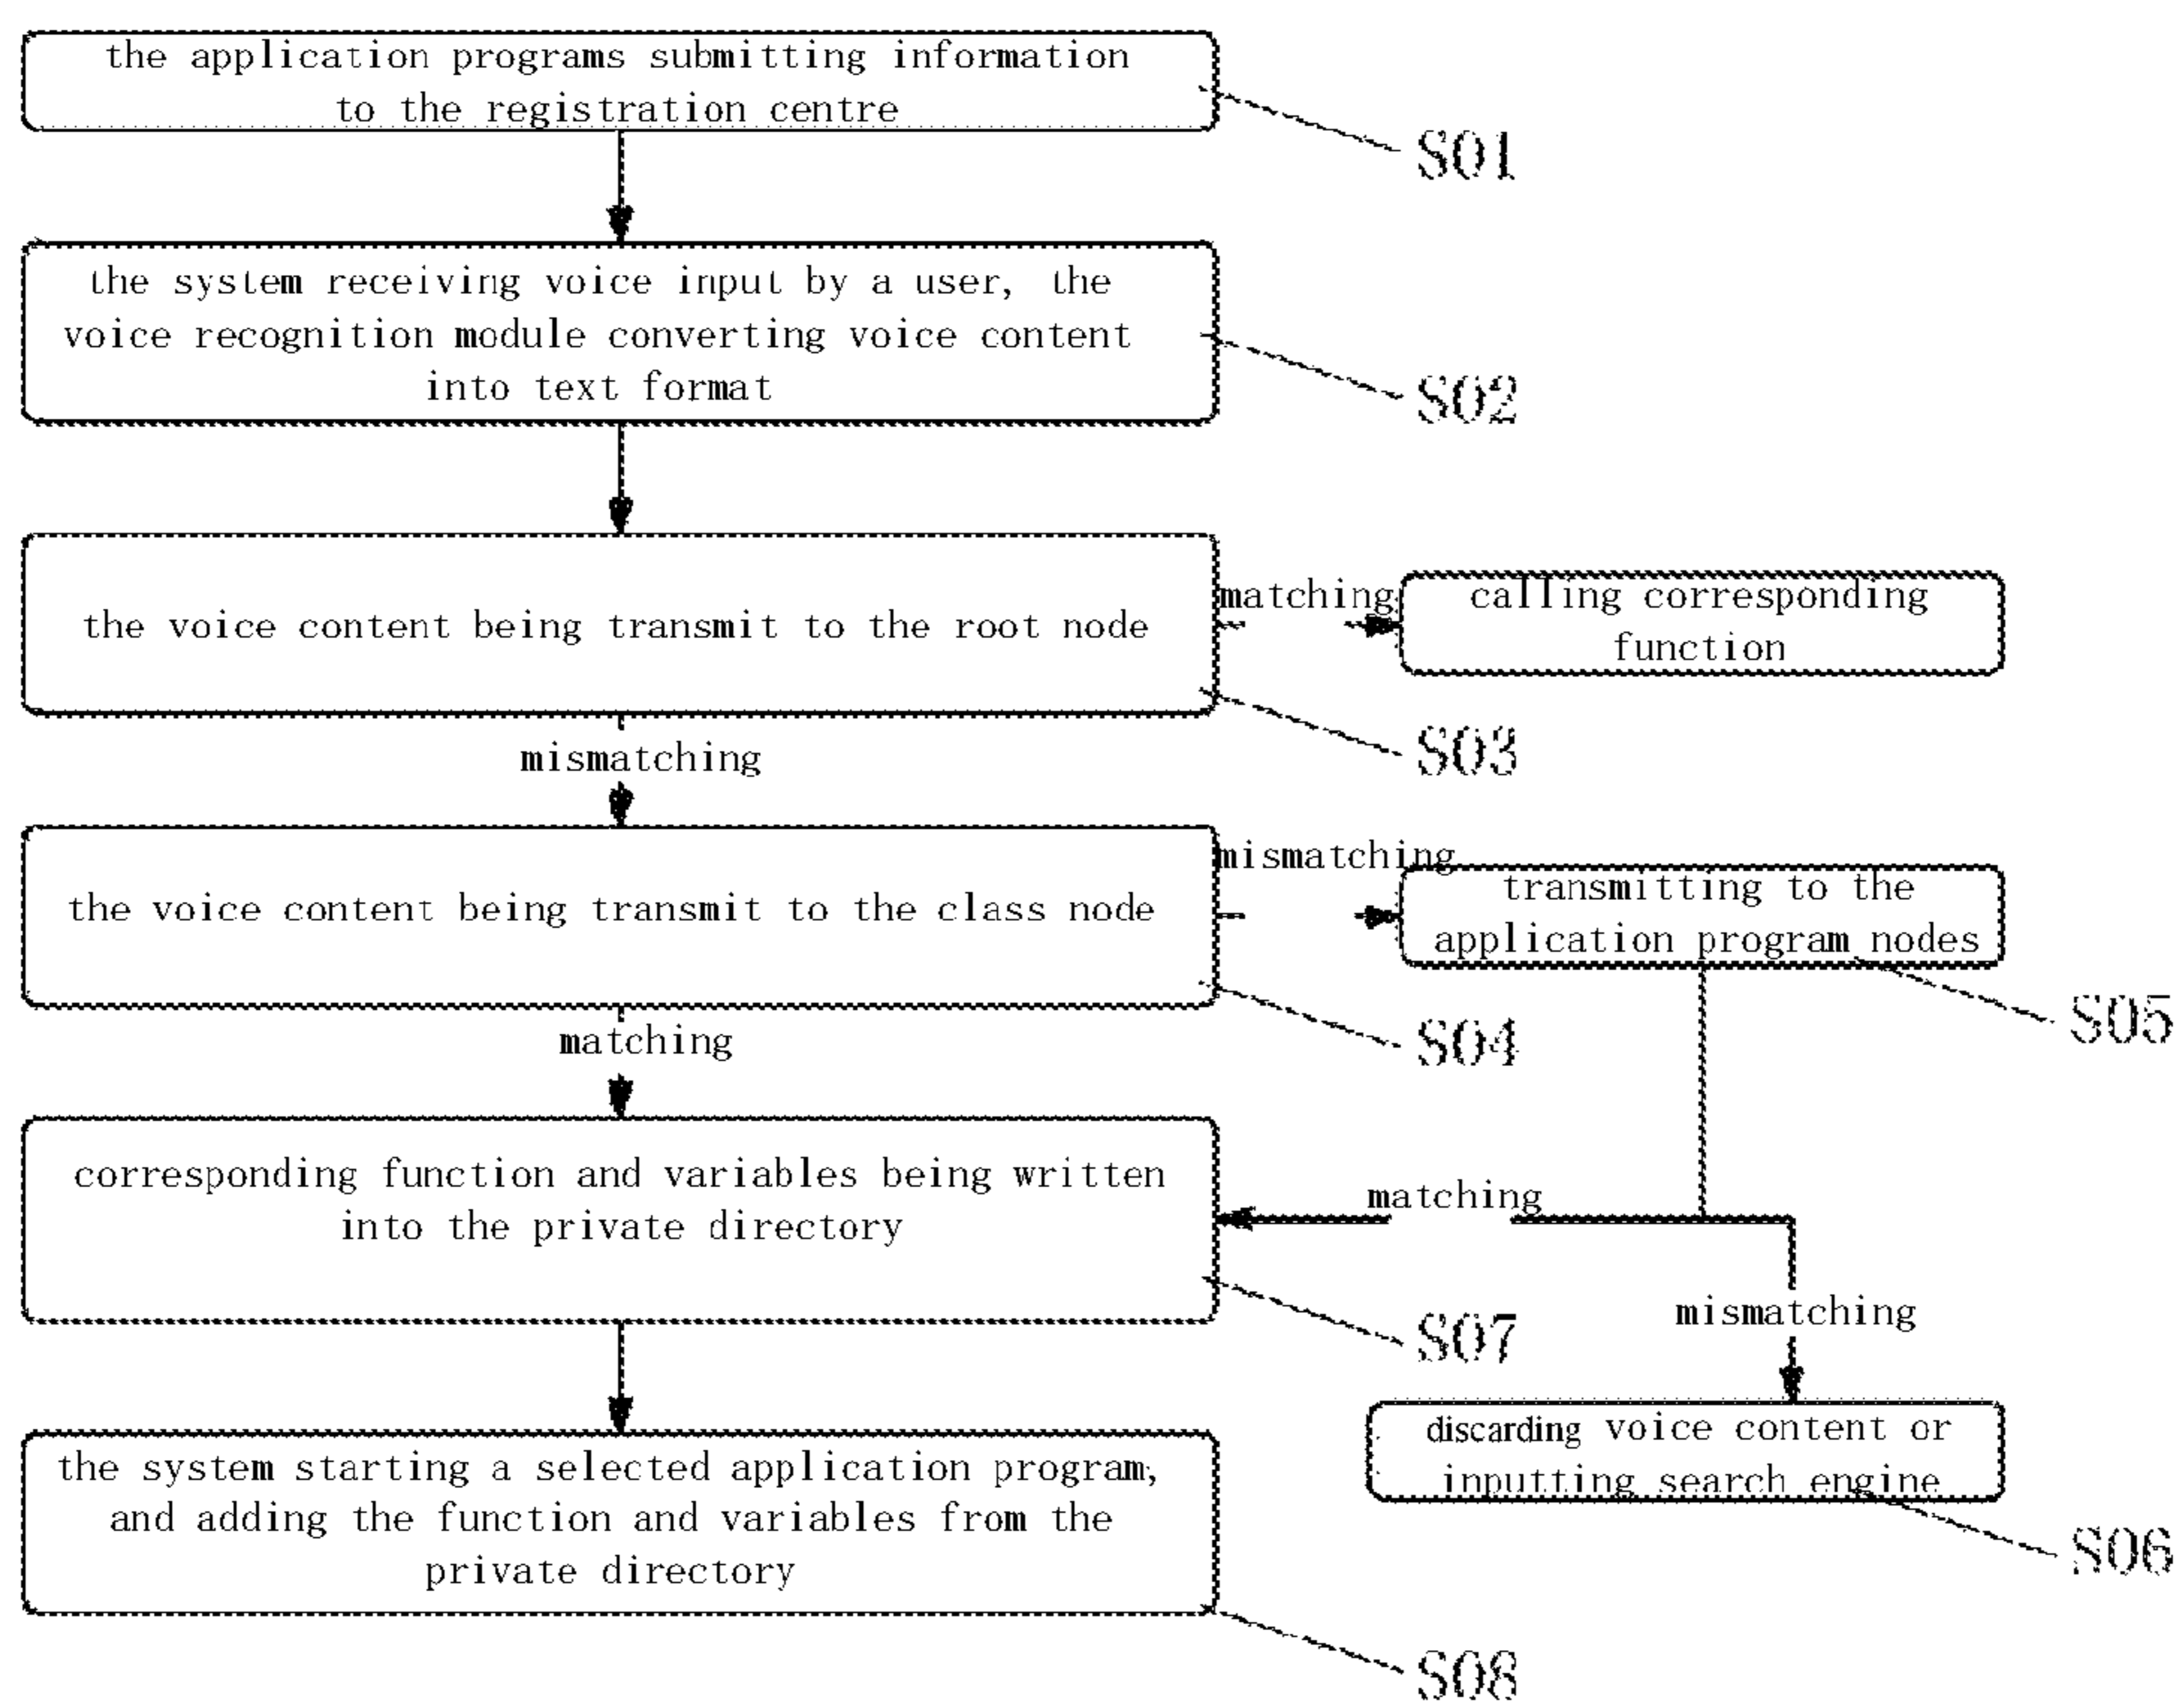 the application programs submitting information
to the registration centre
S01
the system receiving voice input by a user, the
voice recognition module converting voice content
into text format
S02
the voice content being transmit to the root node
matching
calling corresponding
function
S03
mismatching
the voice content being transmit to the class node
mismatching
transmitting to the
application program nodes
S05
S04
matching
corresponding function and variables being written
into the private directory
matching
S07
mismatching
discarding voice content or
inputting search engine
S06
the system starting a selected application program,
and adding the function and variables from the
private directory
S08